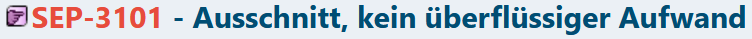 SEP-3101 - Ausschnitt, kein überflüssiger Aufwand